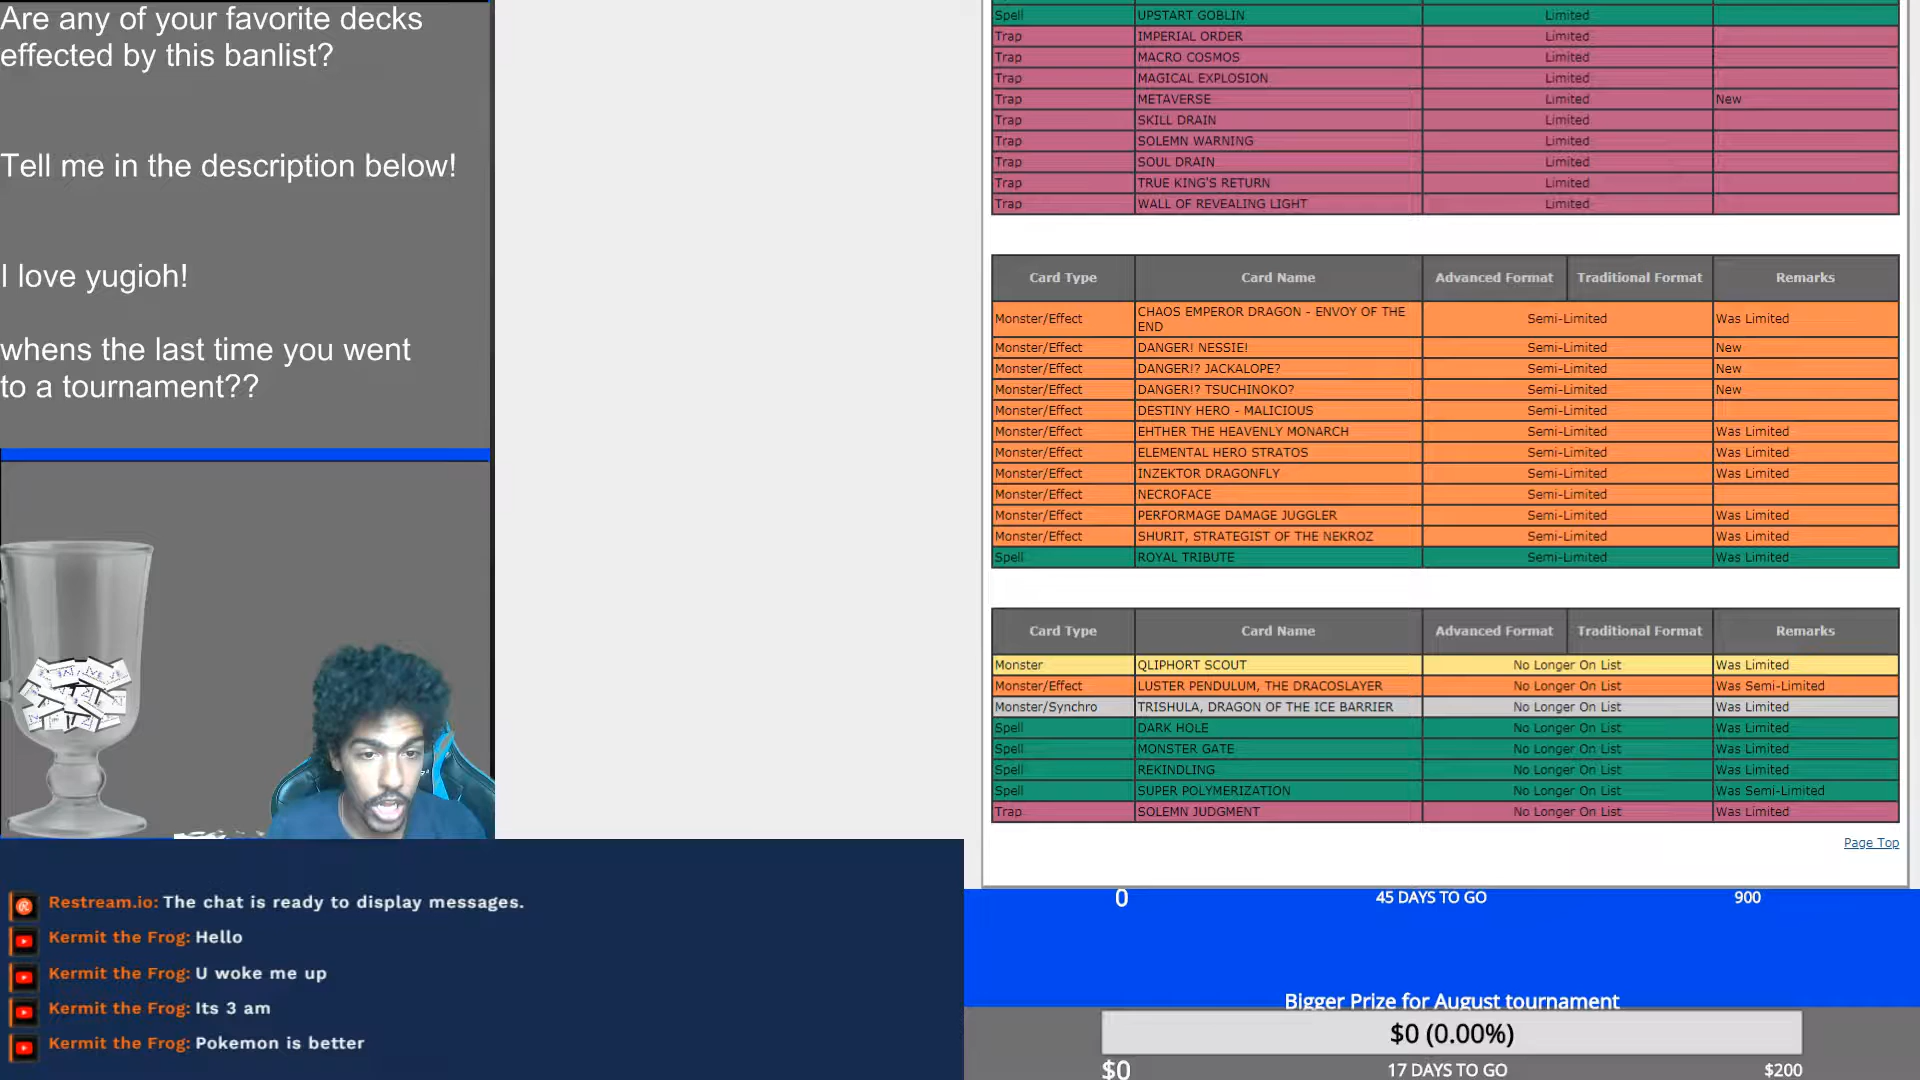 Are any of your favorite decks
effected by this banlist?
Tell me in the description below!
I love yugioh!
whens the last time you went
to a tournament??
Spell UPSTART GOBLIN Limited
Trap IMPERIAL ORDER Limited
Trap MACRO COSMOS Limited
Trap MAGICAL EXPLOSION Limited
Trap METAVERSE Limited New
Trap SKILL DRAIN Limited
Trap SOLEMN WARNING Limited
Trap SOUL DRAIN Limited
Trap TRUE KING'S RETURN Limited
Trap WALL OF REVEALING LIGHT Limited
Card Type Card Name Advanced Format Traditional Format Remarks
Monster/Effect CHAOS EMPEROR DRAGON - ENVOY OF THE
END Semi-Limited Was Limited
Monster/Effect DANGER! NESSIE! Semi-Limited New
Monster/Effect DANGER!? JACKALOPE? Semi-Limited New
Monster/Effect DANGER!? TSUCHINOKO? Semi-Limited New
Monster/Effect DESTINY HERO - MALICIOUS Semi-Limited
Monster/Effect EHTHER THE HEAVENLY MONARCH Semi-Limited Was Limited
Monster/Effect ELEMENTAL HERO STRATOS Semi-Limited Was Limited
Monster/Effect INZEKTOR DRAGONFLY Semi-Limited Was Limited
Monster/Effect NECROFACE Semi-Limited
Monster/Effect PERFORMAGE DAMAGE JUGGLER Semi-Limited Was Limited
Monster/Effect SHURIT, STRATEGIST OF THE NEKROZ Semi-Limited Was Limited
Spell ROYAL TRIBUTE Semi-Limited Was Limited
Card Type Card Name Advanced Format Traditional Format Remarks
Monster QLIPHORT SCOUT No Longer On List Was Limited
Monster/Effect LUSTER PENDULUM, THE DRACOSLAYER No Longer On List Was Semi-Limited
Monster/Synchro TRISHULA, DRAGON OF THE ICE BARRIER No Longer On List Was Limited
Spell DARK HOLE No Longer On List Was Limited
Spell MONSTER GATE No Longer On List Was Limited
Spell REKINDLING No Longer On List Was Limited
Spell SUPER POLYMERIZATION No Longer On List Was Semi-Limited
Trap SOLEMN JUDGMENT No Longer On List Was Limited
Page Top
Restream.io: The chat is ready to display messages.
Kermit the Frog: Hello
Kermit the Frog: U woke me up
Kermit the Frog: Its 3 am
Kermit the Frog: Pokemon is better
0 45 DAYS TO GO 900
Bigger Prize for August tournament
$0 (0.00%)
$0 17 DAYS TO GO $200